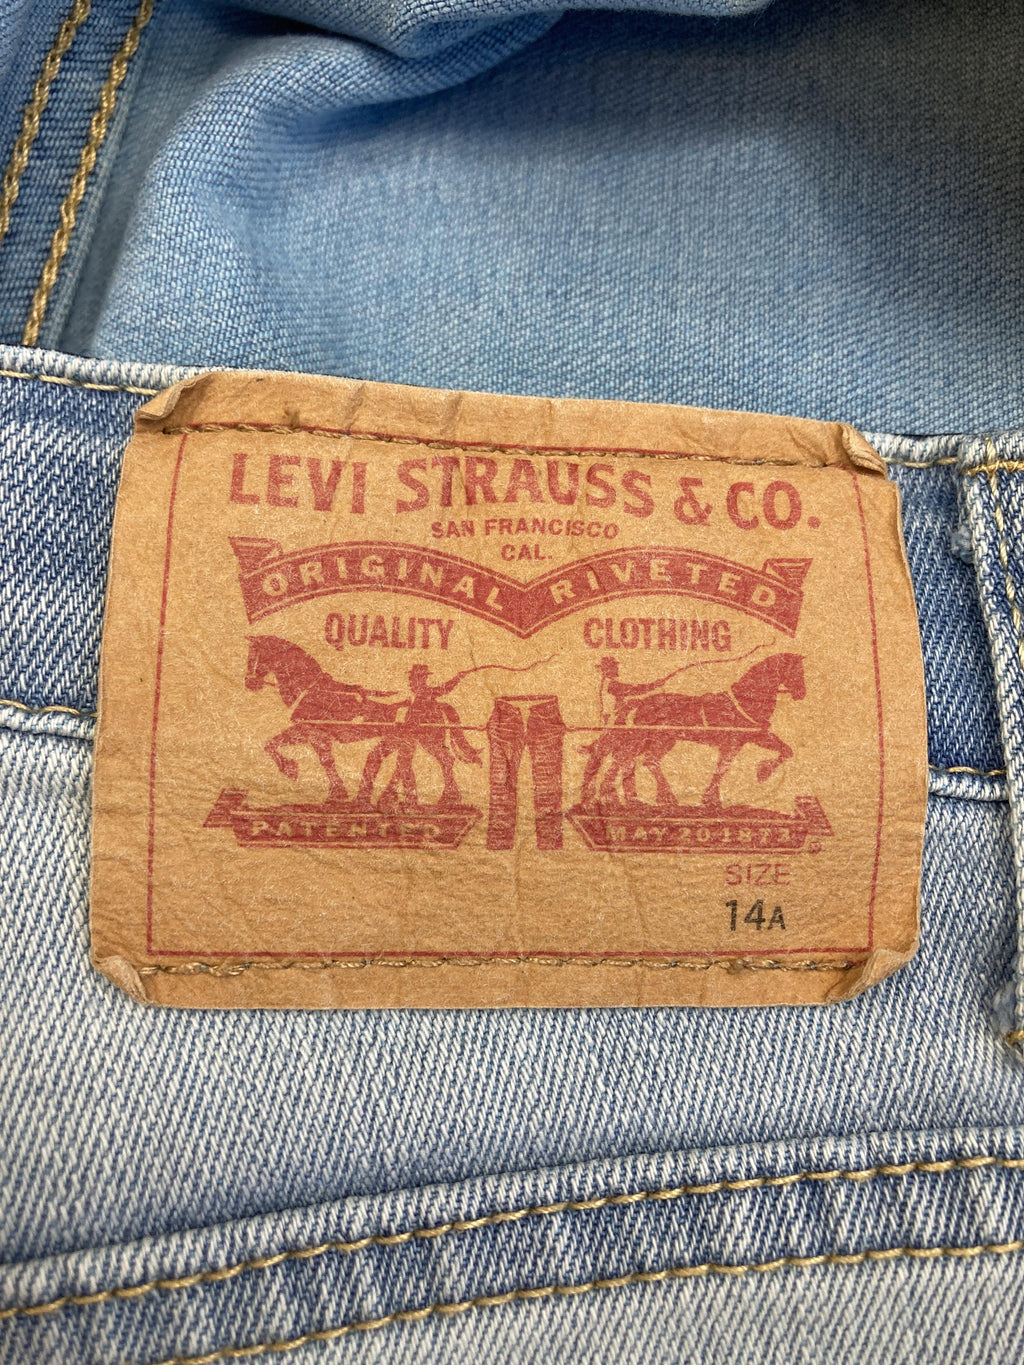 LEVI STRAUSS & CO.
SAN FRANCISCO
CAL.
ORIGINAL RIVETED
QUALITY CLOTHING
PATENTED MAY 20 1873
®
SIZE
14A